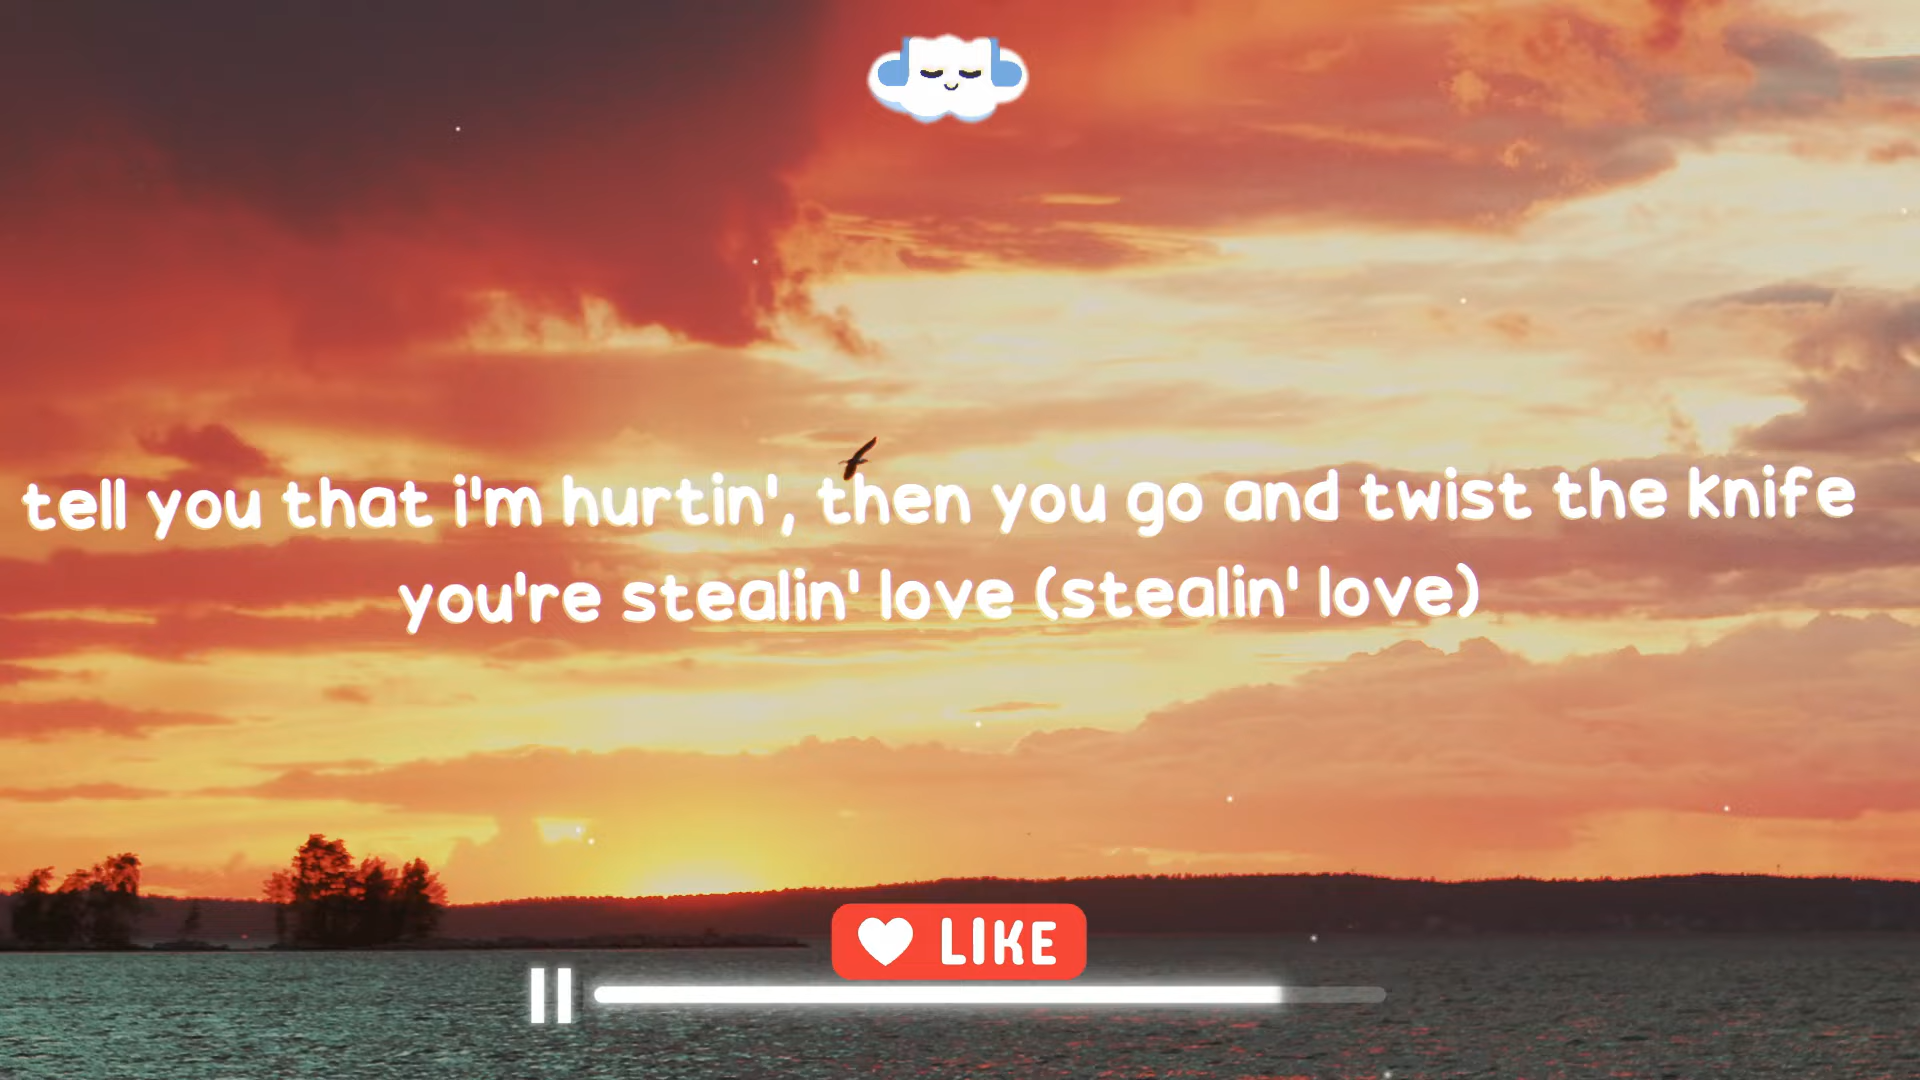 tell you that i'm hurtin', then you go and twist the knife
you're stealin' love (stealin' love)
LIKE